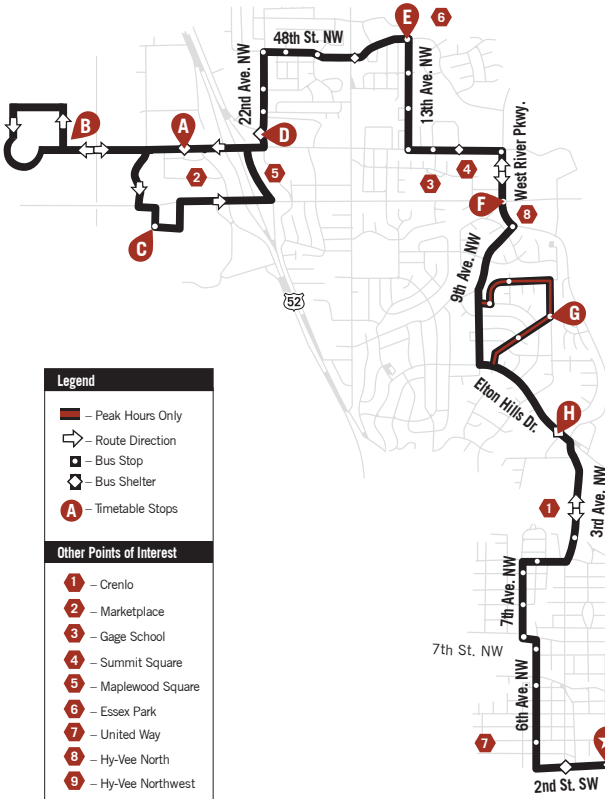 E
6
48th St. NW
22nd Ave. NW
13th Ave. NW
B
A
D
West River Pkwy.
2
5
4
3
F
8
C
9th Ave. NW
52
G
Elton Hills Dr.
H
1
3rd Ave. NW
7th Ave. NW
7th St. NW
6th Ave. NW
7
2nd St. SW
Legend
– Peak Hours Only
– Route Direction
– Bus Stop
– Bus Shelter
A – Timetable Stops
Other Points of Interest
1 – Crenlo
2 – Marketplace
3 – Gage School
4 – Summit Square
5 – Maplewood Square
6 – Essex Park
7 – United Way
8 – Hy-Vee North
9 – Hy-Vee Northwest